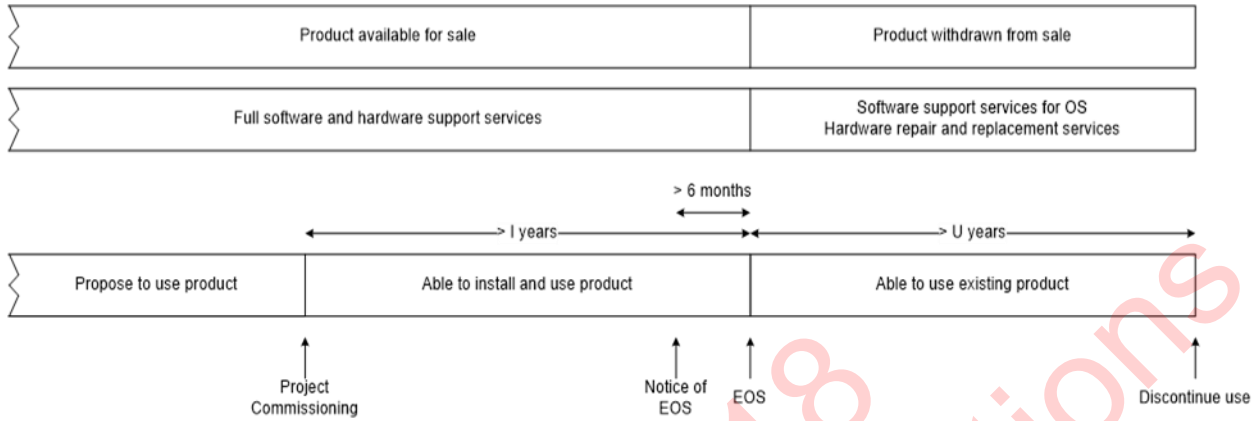 Product available for sale
Product withdrawn from sale
Full software and hardware support services
Software support services for OS
Hardware repair and replacement services
> 6 months
> I years
> U years
Propose to use product
Able to install and use product
Able to use existing product
Project
Commissioning
Notice of
EOS
EOS
Discontinue use